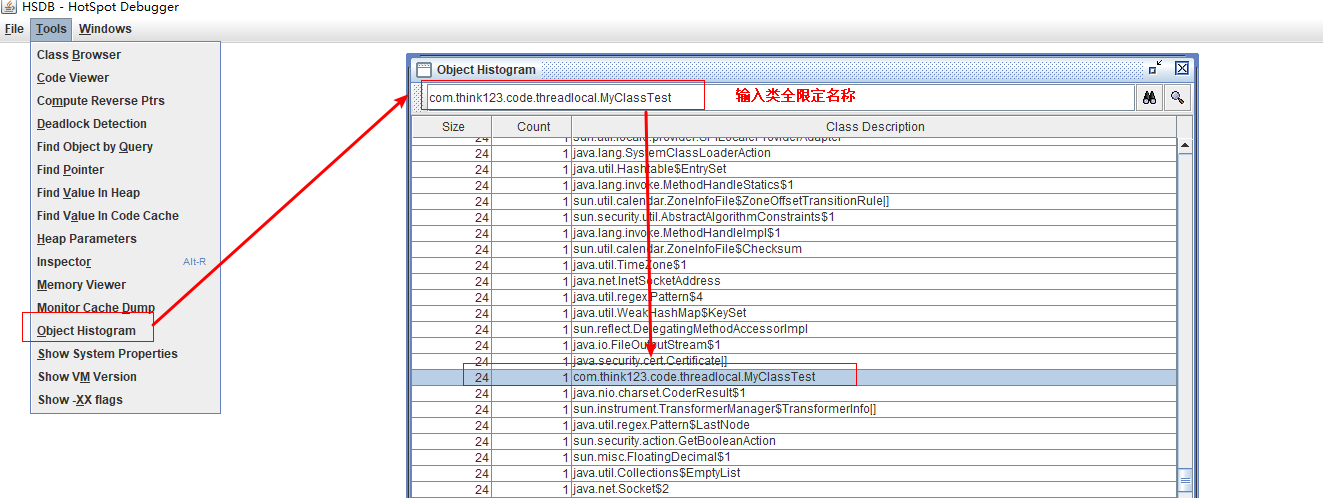 HSDB - HotSpot Debugger
File Tools Windows
Class Browser
Code Viewer
Compute Reverse Ptrs
Deadlock Detection
Find Object by Query
Find Pointer
Find Value In Heap
Find Value In Code Cache
Heap Parameters
Inspector Alt-R
Memory Viewer
Monitor Cache Dump
Object Histogram
Show System Properties
Show VM Version
Show -XX flags
Object Histogram
com.think123.code.threadlocal.MyClassTest 输入类全限定名称
Size Count Class Description
24 1 sun.util.locale.provider.SPILocaleProviderAdapter
24 1 java.lang.SystemClassLoaderAction
24 1 java.util.Hashtable$EntrySet
24 1 java.lang.invoke.MethodHandleStatics$1
24 1 sun.util.calendar.ZoneInfoFile$ZoneOffsetTransitionRule[]
24 1 sun.security.util.AbstractAlgorithmConstraints$1
24 1 java.lang.invoke.MethodHandleImpl$1
24 1 sun.util.calendar.ZoneInfoFile$Checksum
24 1 java.util.TimeZone$1
24 1 java.net.InetSocketAddress
24 1 java.util.regex.Pattern$4
24 1 java.util.WeakHashMap$KeySet
24 1 sun.reflect.DelegatingMethodAccessorImpl
24 1 java.io.FileOutputStream$1
24 1 java.security.cert.Certificate[]
24 1 com.think123.code.threadlocal.MyClassTest
24 1 java.nio.charset.CoderResult$1
24 1 sun.instrument.TransformerManager$TransformerInfo[]
24 1 java.util.regex.Pattern$LastNode
24 1 sun.security.action.GetBooleanAction
24 1 sun.misc.FloatingDecimal$1
24 1 java.util.Collections$EmptyList
24 1 java.net.Socket$2